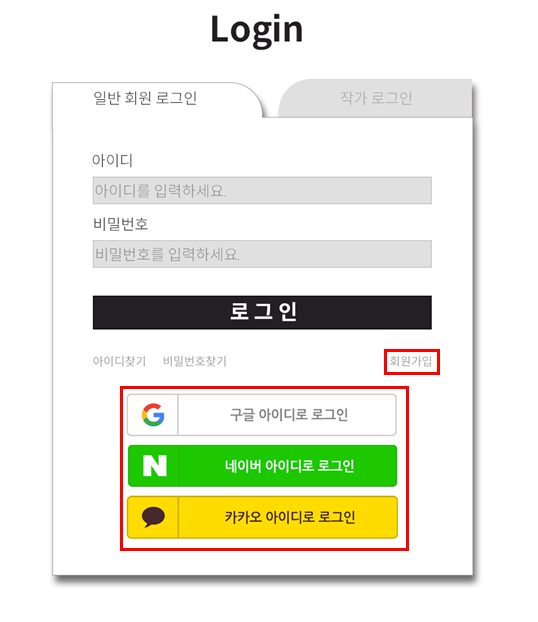 Login
일반 회원 로그인
작가 로그인
아이디
아이디를 입력하세요.
비밀번호
비밀번호를 입력하세요.
로그인
아이디찾기 비밀번호찾기 회원가입
구글 아이디로 로그인
네이버 아이디로 로그인
카카오 아이디로 로그인